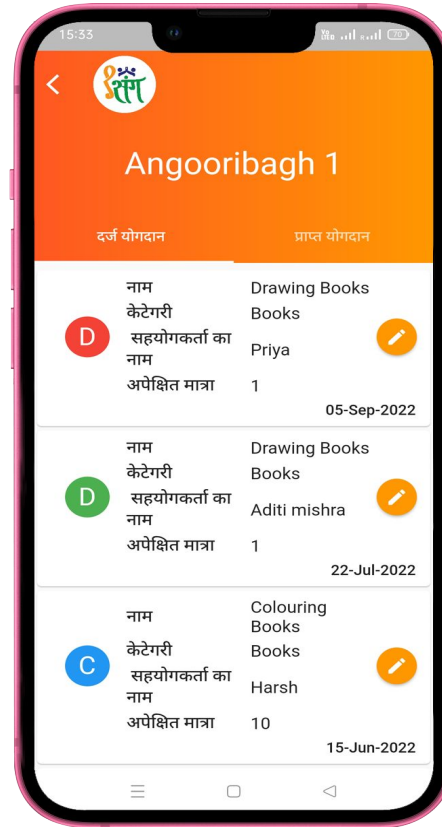 15:33
Vo LTE 70
संग
Angooribagh 1
दर्ज योगदान प्राप्त योगदान
नाम Drawing Books
केटेगरी Books
D
सहयोगकर्ता का नाम Priya
अपेक्षित मात्रा 1
05-Sep-2022
नाम Drawing Books
केटेगरी Books
D
सहयोगकर्ता का नाम Aditi mishra
अपेक्षित मात्रा 1
22-Jul-2022
नाम Colouring Books
केटेगरी Books
C
सहयोगकर्ता का नाम Harsh
अपेक्षित मात्रा 10
15-Jun-2022